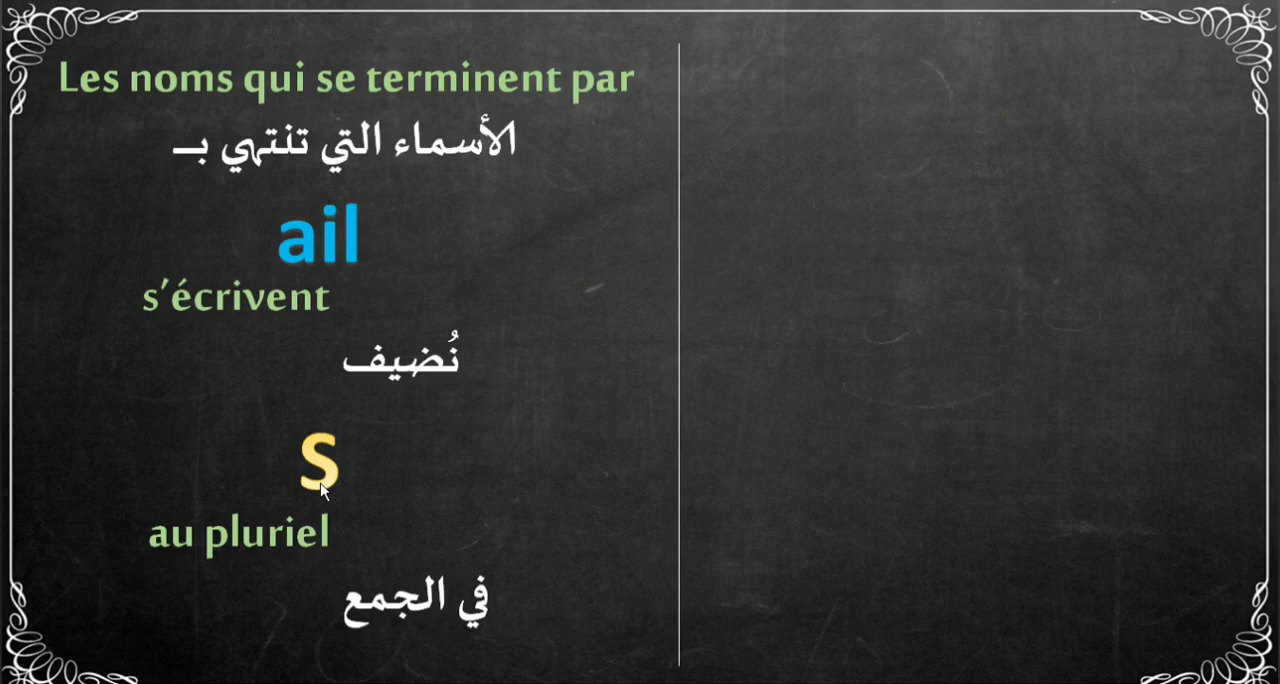 Les noms qui se terminent par
الأسماء التي تنتهي بـ
ail
s’écrivent
نُضيف
s
au pluriel
في الجمع